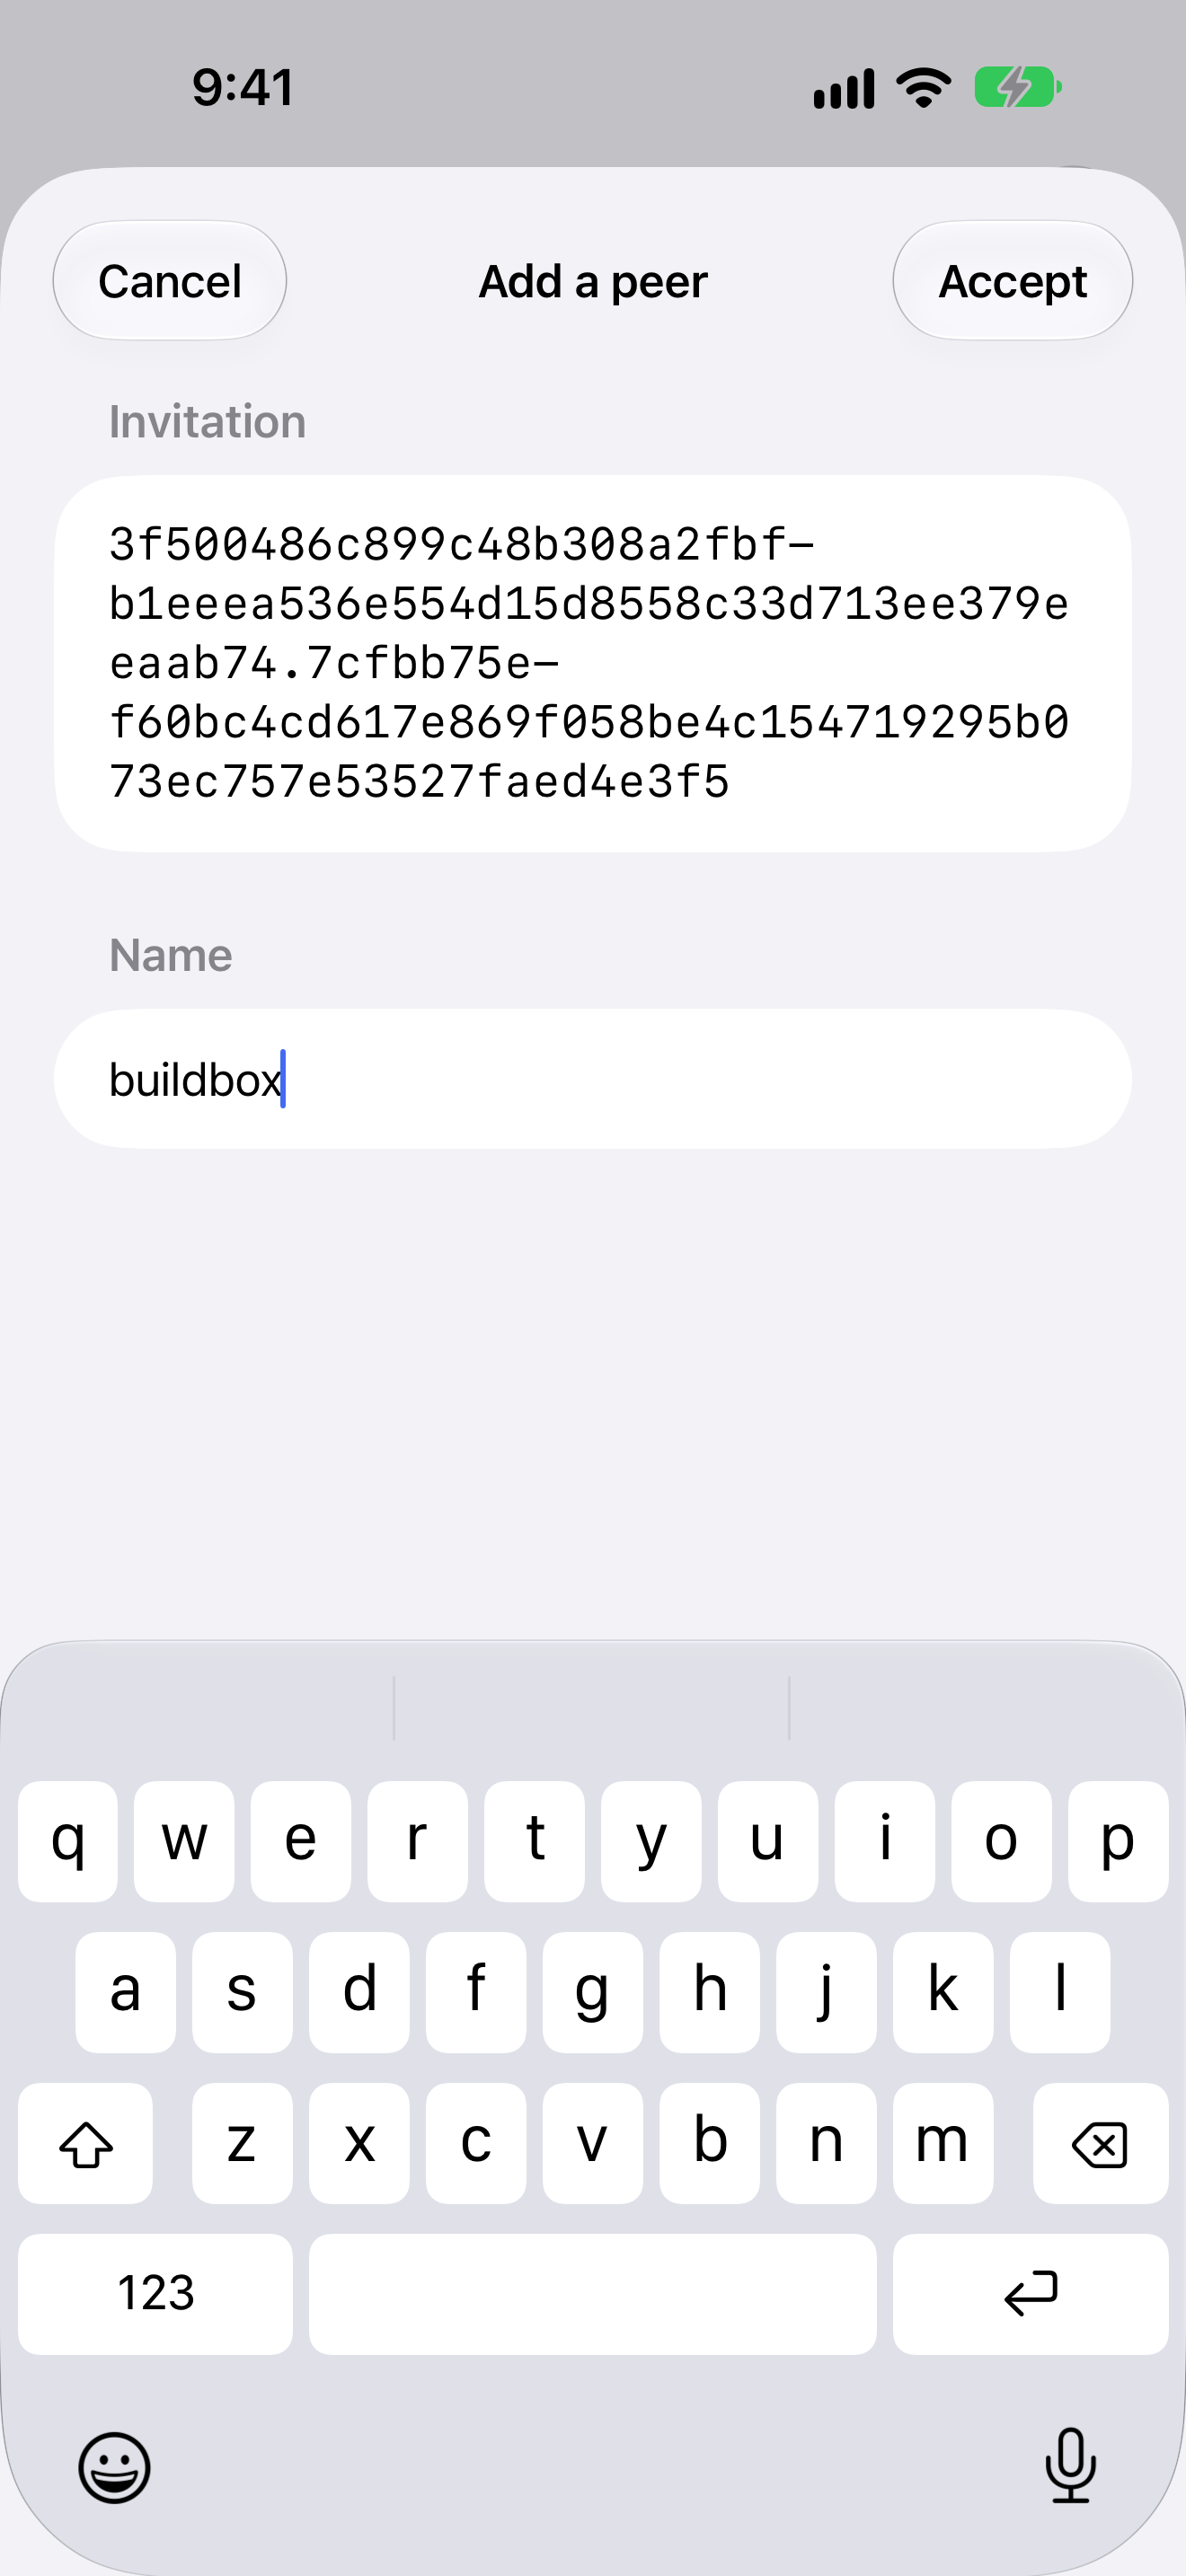 9:41
Cancel
Add a peer
Accept
Invitation
3f500486c899c48b308a2fbf-
b1eeea536e554d15d8558c33d713ee379e
eaab74.7cfbb75e-
f60bc4cd617e869f058be4c154719295b0
73ec757e53527faed4e3f5
Name
buildbox
q w e r t y u i o p
a s d f g h j k l
z x c v b n m
123